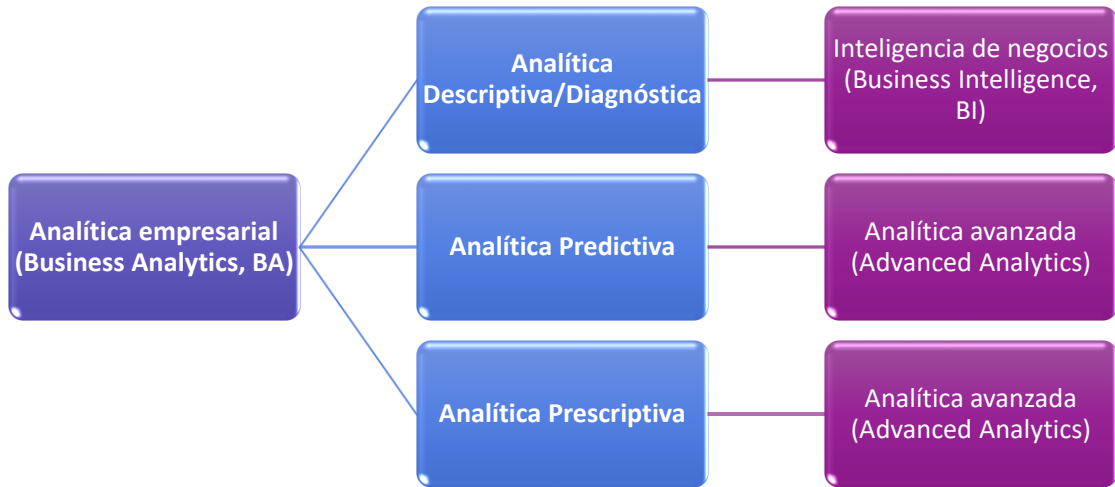 Analítica empresarial
(Business Analytics, BA)
Analítica
Descriptiva/Diagnóstica
Inteligencia de negocios
(Business Intelligence,
BI)
Analítica Predictiva
Analítica avanzada
(Advanced Analytics)
Analítica Prescriptiva
Analítica avanzada
(Advanced Analytics)